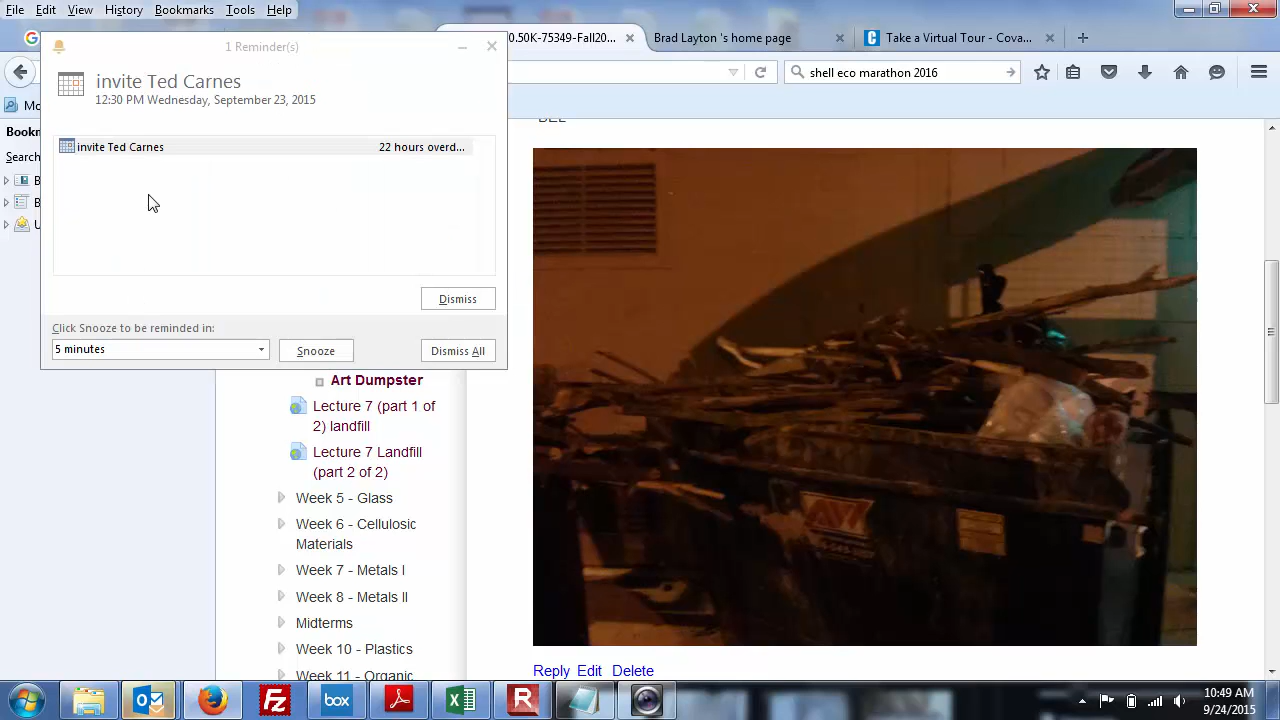 File Edit View History Bookmarks Tools Help
1 Reminder(s)
0.50K-75349-Fall20...
Brad Layton 's home page
Take a Virtual Tour - Cova...
invite Ted Carnes
12:30 PM Wednesday, September 23, 2015
shell eco marathon 2016
invite Ted Carnes 22 hours overd...
Dismiss
Click Snooze to be reminded in:
5 minutes
Snooze
Dismiss All
Mo
Bookm
Search
B
B
U
Art Dumpster
Lecture 7 (part 1 of
2) landfill
Lecture 7 Landfill
(part 2 of 2)
Week 5 - Glass
Week 6 - Cellulosic
Materials
Week 7 - Metals I
Week 8 - Metals II
Midterms
Week 10 - Plastics
Week 11 - Organic
Reply Edit Delete
box
10:49 AM
9/24/2015